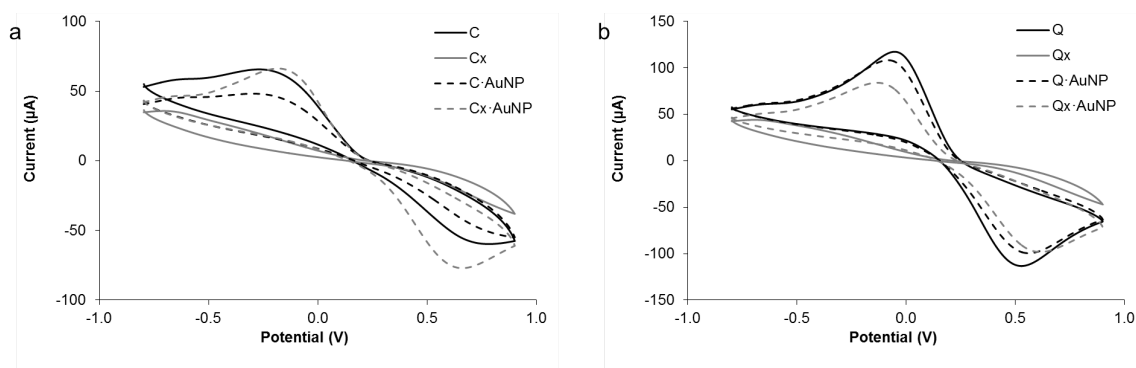 a
100
50
0
-50
-100
-1.0 -0.5 0.0 0.5 1.0
Current (µA)
Potential (V)
C
Cx
C·AuNP
Cx·AuNP
b
150
100
50
0
-50
-100
-150
-1.0 -0.5 0.0 0.5 1.0
Current (µA)
Potential (V)
Q
Qx
Q·AuNP
Qx·AuNP